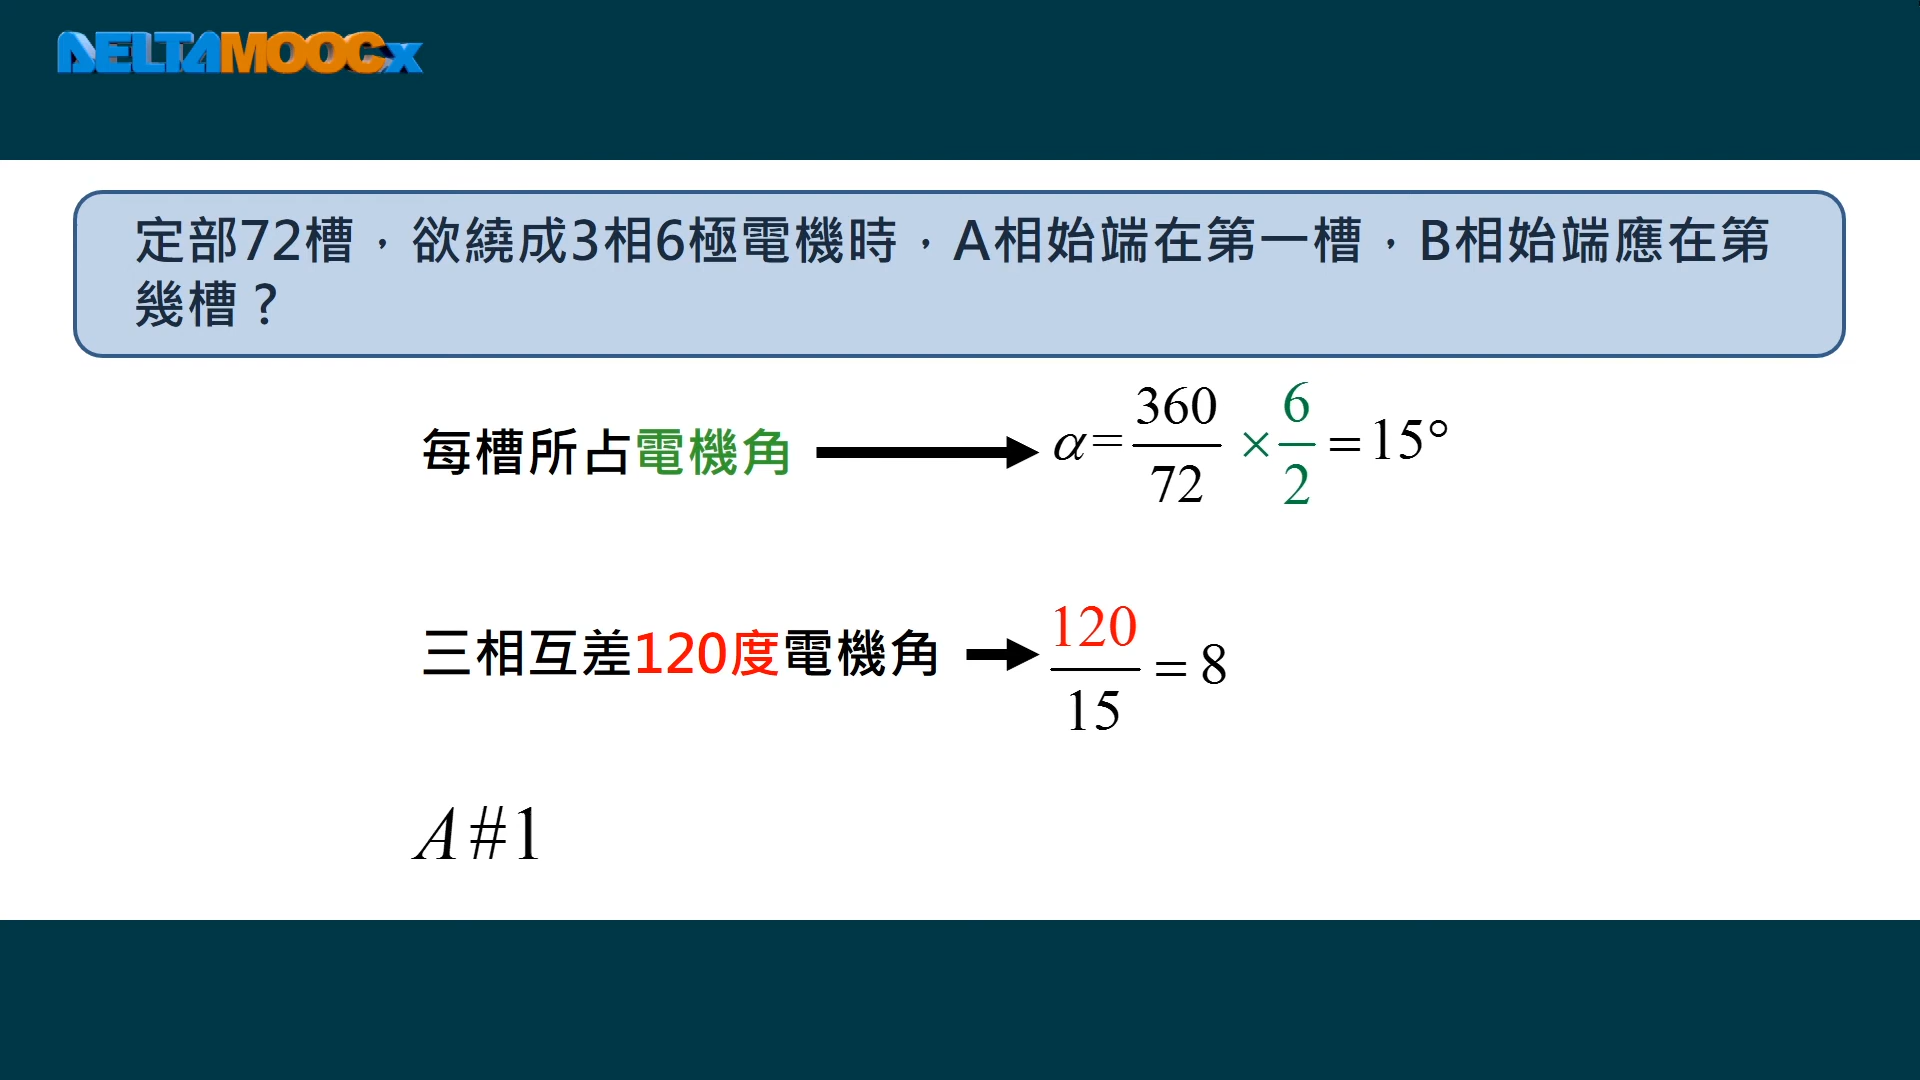 DELTAMOOCx
定部72槽，欲繞成3相6極電機時，A相始端在第一槽，B相始端應在第
幾槽？
每槽所占電機角 α = 360/72 × 6/2 = 15°
三相互差120度電機角 120/15 = 8
A#1